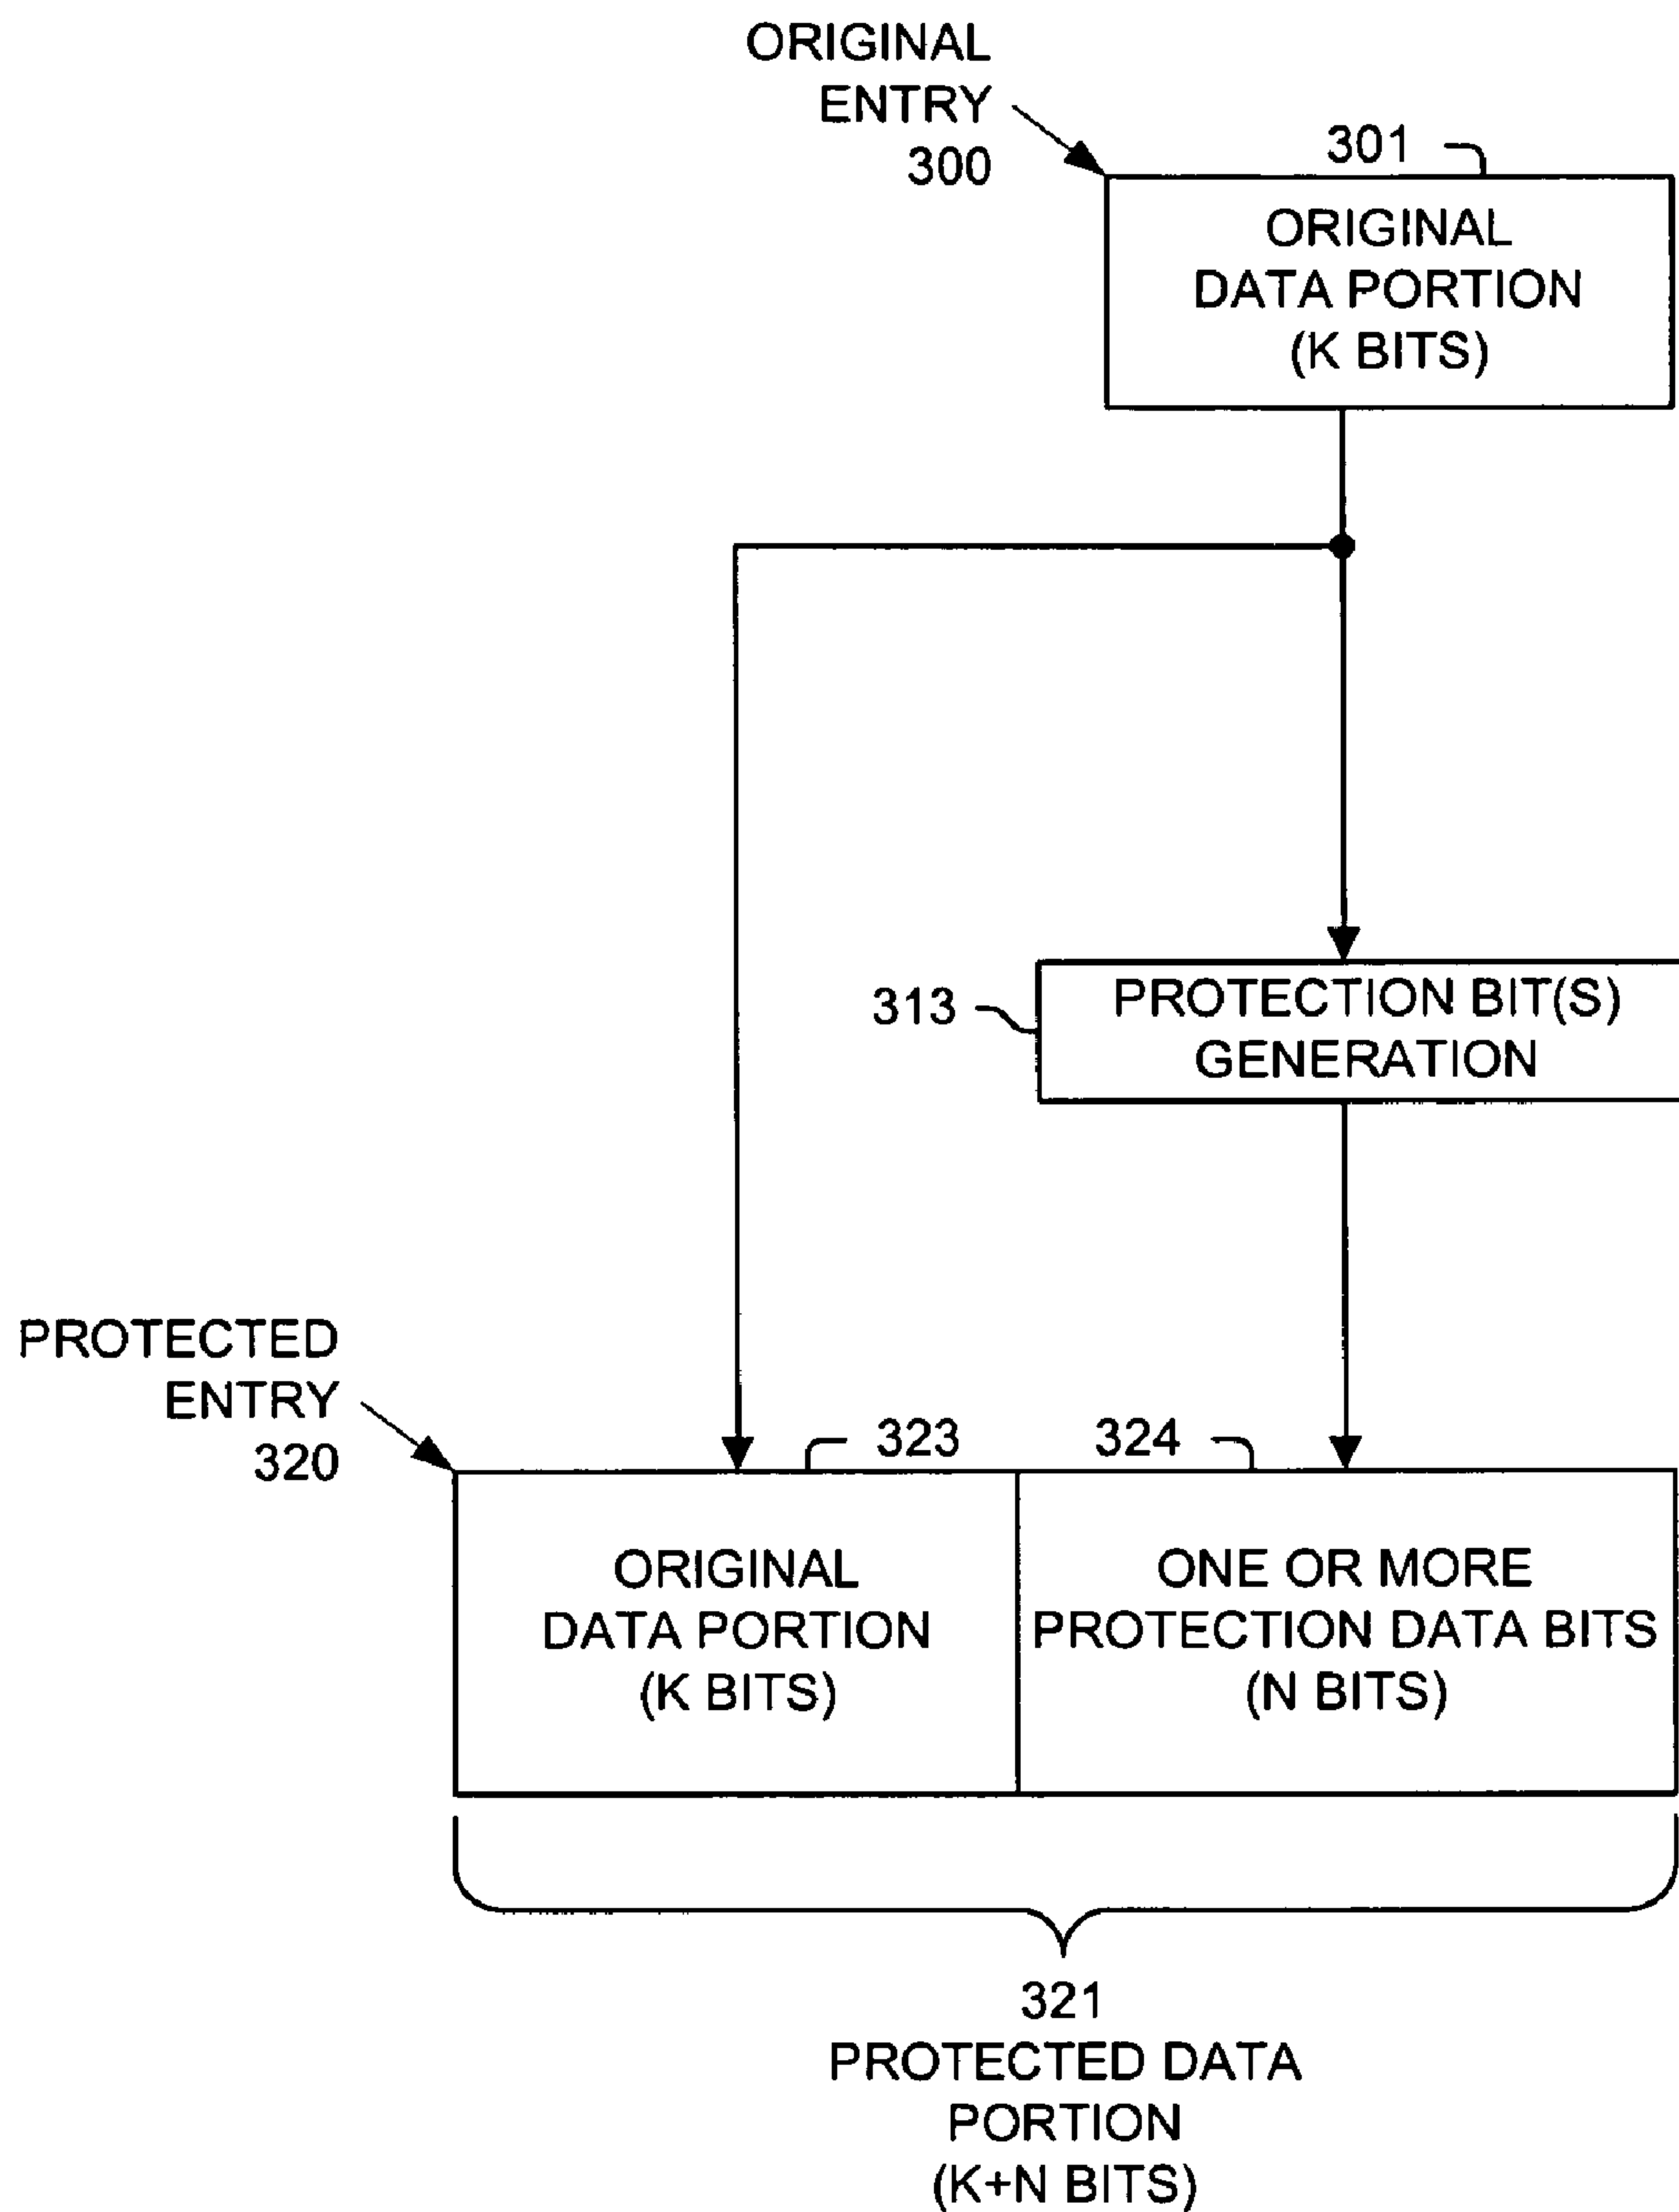 ORIGINAL
ENTRY
300
301
ORIGINAL
DATA PORTION
(K BITS)
313
PROTECTION BIT(S)
GENERATION
PROTECTED
ENTRY
320
323
324
ORIGINAL
DATA PORTION
(K BITS)
ONE OR MORE
PROTECTION DATA BITS
(N BITS)
321
PROTECTED DATA
PORTION
(K+N BITS)